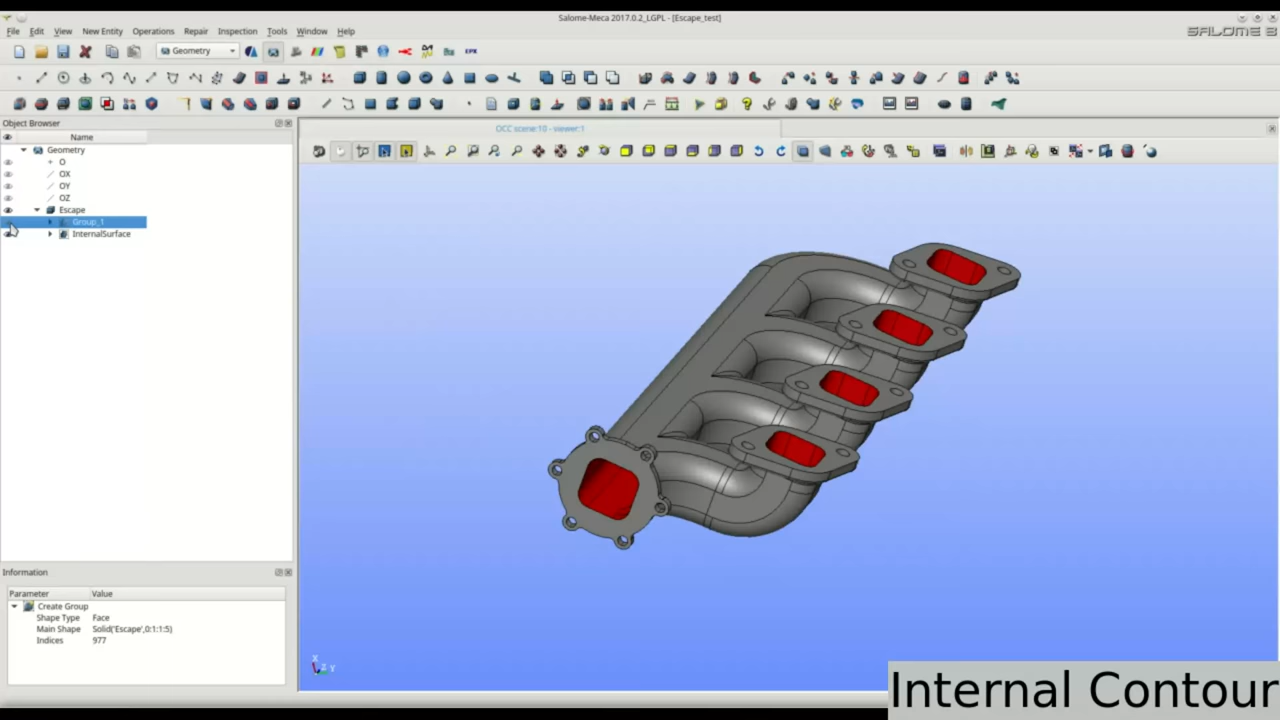 Salome-Meca 2017.0.2_LGPL - [Escape_test]
File Edit View New Entity Operations Repair Inspection Tools Window Help
SALOME 8
Geometry
EPX
Object Browser
OCC scene:10 - viewer:1
Name
Geometry
O
OX
OY
OZ
Escape
Group_1
InternalSurface
Information
Parameter Value
Create Group
Shape Type Face
Main Shape Solid('Escape',0:1:1:5)
Indices 977
X
Z Y
Internal Contour